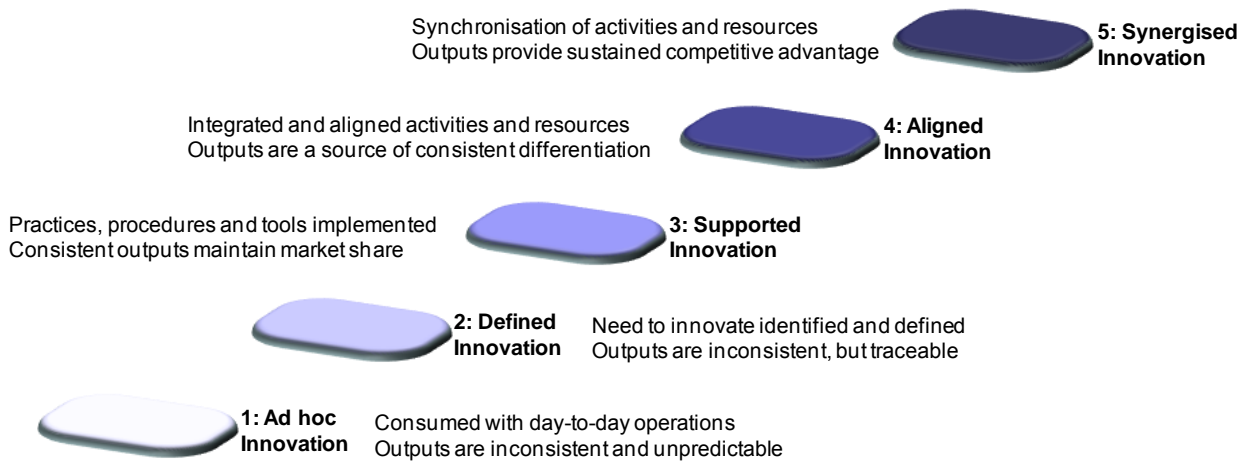 Synchronisation of activities and resources
Outputs provide sustained competitive advantage
5: Synergised
Innovation
Integrated and aligned activities and resources
Outputs are a source of consistent differentiation
4: Aligned
Innovation
Practices, procedures and tools implemented
Consistent outputs maintain market share
3: Supported
Innovation
2: Defined
Innovation
Need to innovate identified and defined
Outputs are inconsistent, but traceable
1: Ad hoc
Innovation
Consumed with day-to-day operations
Outputs are inconsistent and unpredictable